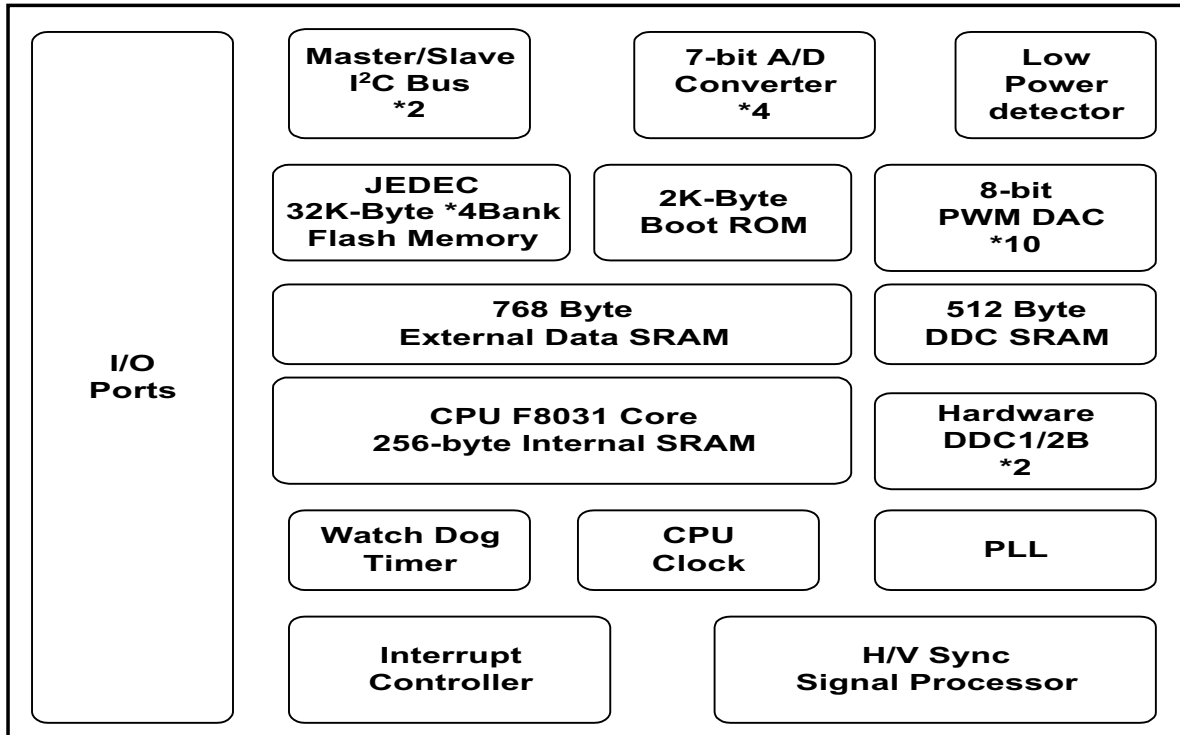 Master/Slave
I²C Bus
*2
7-bit A/D
Converter
*4
Low
Power
detector
JEDEC
32K-Byte *4Bank
Flash Memory
2K-Byte
Boot ROM
8-bit
PWM DAC
*10
768 Byte
External Data SRAM
512 Byte
DDC SRAM
I/O
Ports
CPU F8031 Core
256-byte Internal SRAM
Hardware
DDC1/2B
*2
Watch Dog
Timer
CPU
Clock
PLL
Interrupt
Controller
H/V Sync
Signal Processor